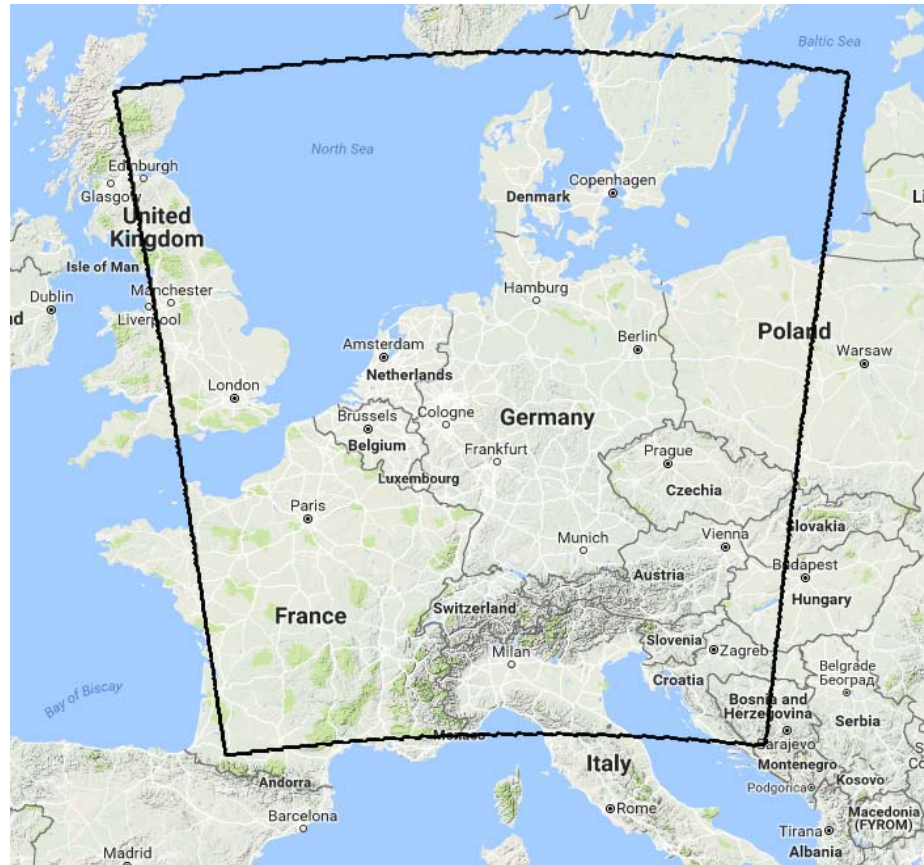 Baltic Sea
North Sea
Edinburgh
Glasgow
United
Kingdom
Isle of Man
Dublin
Manchester
Liverpool
London
Denmark
Copenhagen
Hamburg
Berlin
Poland
Warsaw
Amsterdam
Netherlands
Brussels
Belgium
Cologne
Germany
Frankfurt
Luxembourg
Prague
Czechia
Paris
Munich
Vienna
Slovakia
Budapest
Austria
Hungary
France
Switzerland
Slovenia
Milan
Zagreb
Croatia
Belgrade
Београд
Bay of Biscay
Bosnia and
Herzegovina
Serbia
Monaco
Sarajevo
Italy
Montenegro
Andorra
Podgorica
Kosovo
Barcelona
Rome
Macedonia
(FYROM)
Tirana
Albania
Madrid